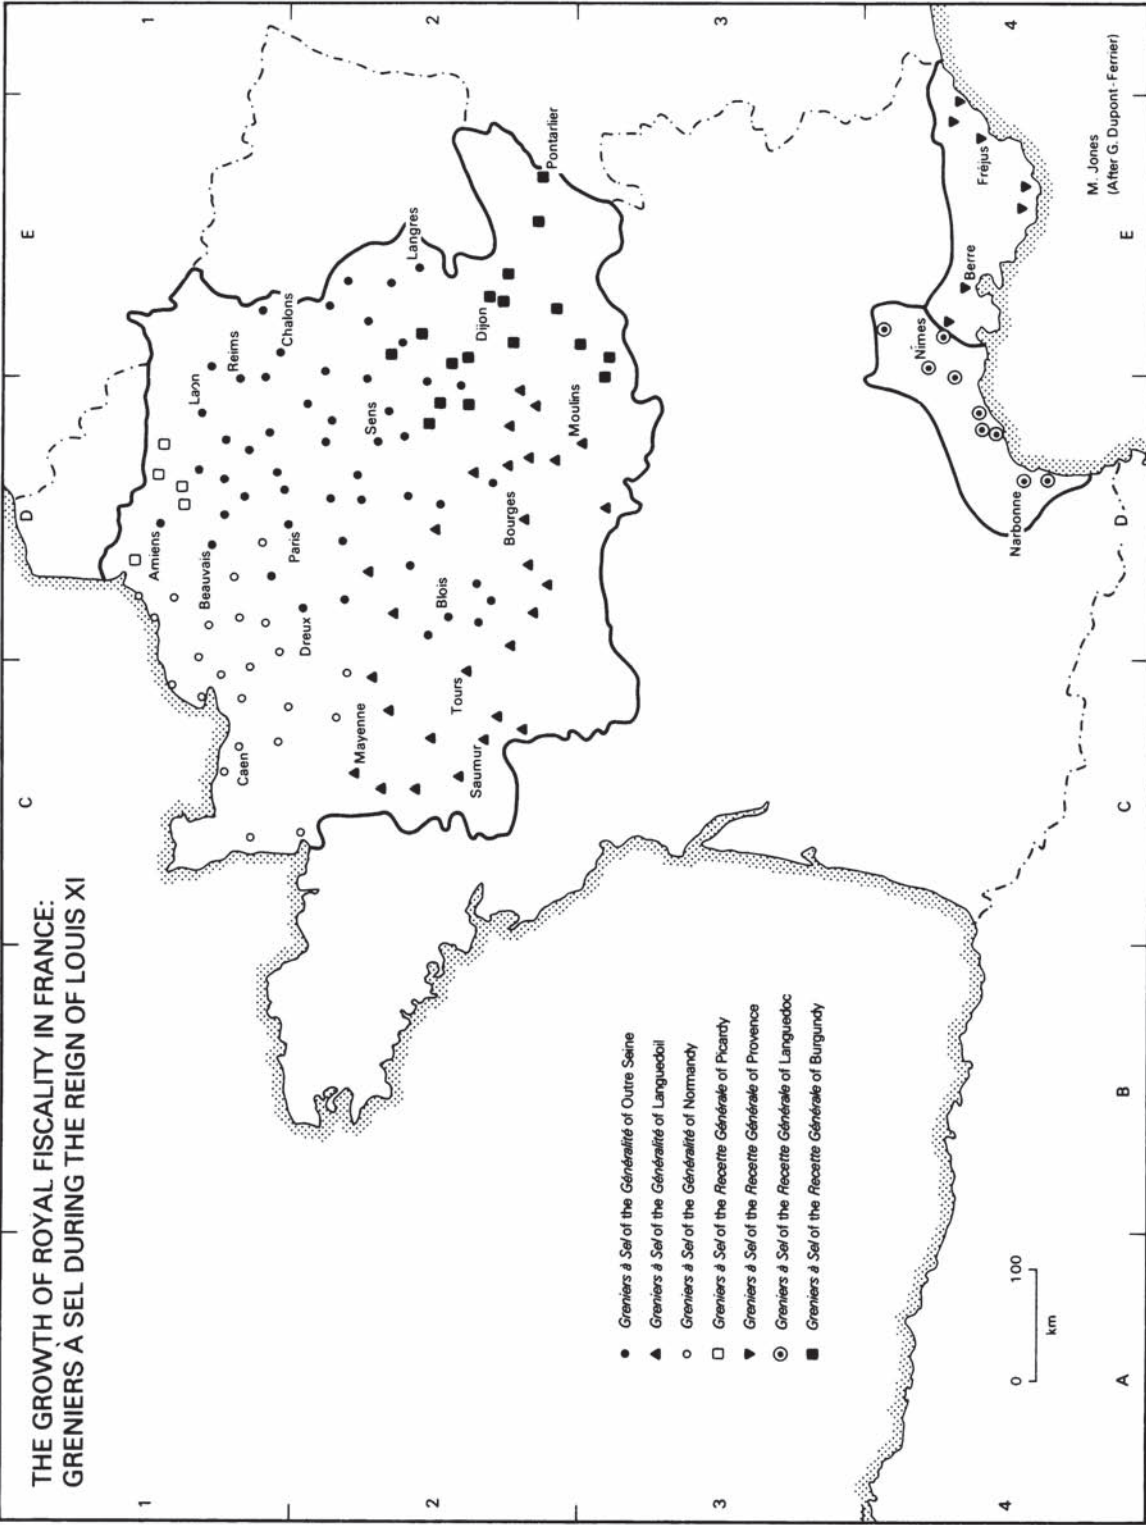 THE GROWTH OF ROYAL FISCALITY IN FRANCE:
GRENIERS À SEL DURING THE REIGN OF LOUIS XI
A
B
C
D
E
1
2
3
4
1
2
3
4
A
B
C
D
E
Amiens
Laon
Beauvais
Reims
Caen
Chalons
Paris
Dreux
Mayenne
Sens
Langres
Blois
Tours
Saumur
Dijon
Bourges
Pontarlier
Moulins
Nîmes
Berre
Fréjus
Narbonne
● Greniers à Sel of the Généralité of Outre Seine
▲ Greniers à Sel of the Généralité of Languedoil
○ Greniers à Sel of the Généralité of Normandy
□ Greniers à Sel of the Recette Générale of Picardy
▼ Greniers à Sel of the Recette Générale of Provence
◉ Greniers à Sel of the Recette Générale of Languedoc
■ Greniers à Sel of the Recette Générale of Burgundy
0 100
km
M. Jones
(After G. Dupont-Ferrier)